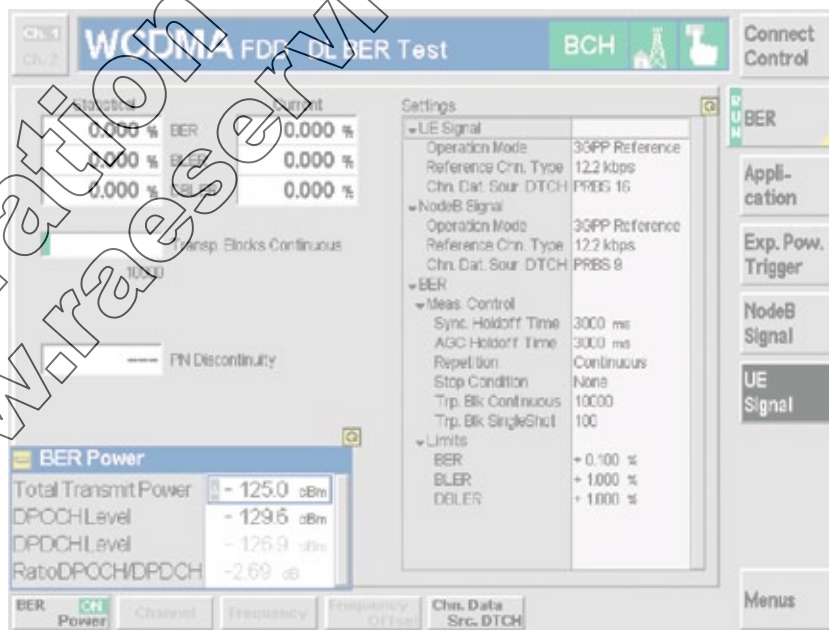 Ch. 1
Ch. 2
WCDMA FDD DL BER Test
BCH
Connect
Control
Statistical
Current
0.000 % BER 0.000 %
0.000 % BLER 0.000 %
0.000 % DBLER 0.000 %
Transp. Blocks Continuous
10000
--- PN Discontinuity
Settings
UE Signal
Operation Mode 3GPP Reference
Reference Chn. Type 12.2 kbps
Chn. Dat. Sour. DTCH PRBS 16
NodeB Signal
Operation Mode 3GPP Reference
Reference Chn. Type 12.2 kbps
Chn. Dat. Sour. DTCH PRBS 9
BER
Meas. Control
Sync. Holdoff Time 3000 ms
AGC Holdoff Time 3000 ms
Repetition Continuous
Stop Condition None
Trp. Blk Continuous 10000
Trp. Blk SingleShot 100
Limits
BER + 0.100 %
BLER + 1.000 %
DBLER + 1.000 %
BER Power
Total Transmit Power - 125.0 dBm
DPCCH Level - 129.6 dBm
DPDCH Level - 126.9 dBm
Ratio DPCCH/DPDCH -2.69 dB
RUN
BER
Appli-
cation
Exp. Pow.
Trigger
NodeB
Signal
UE
Signal
Menus
BER ON
Power
Channel
Frequency
Frequency
Offset
Chn. Data
Src. DTCH
ration
w.raeservi